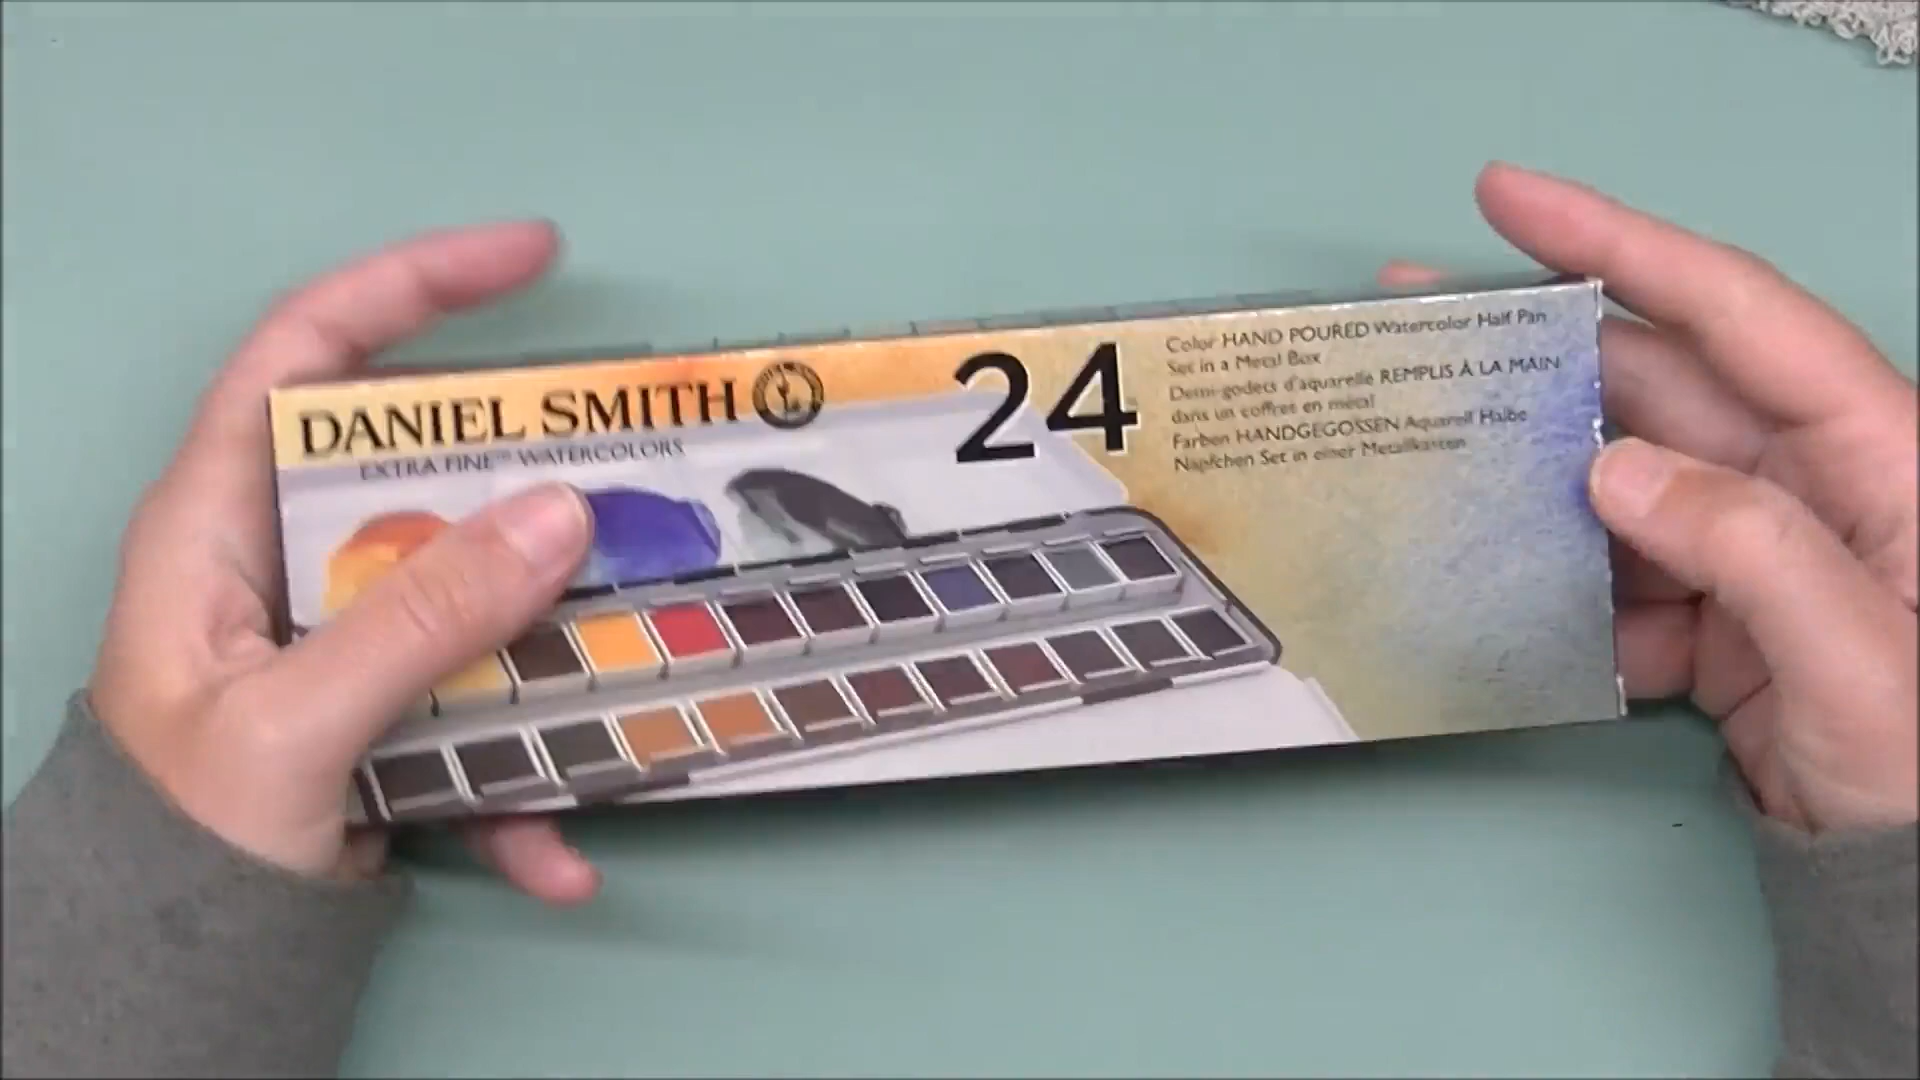 DANIEL SMITH
EXTRA FINE™ WATERCOLORS
24
Color HAND POURED Watercolor Half Pan
Set in a Metal Box
Demi-godets d'aquarelle REMPLIS À LA MAIN
dans un coffres en métal
Farben HANDGEGOSSEN Aquarell Halbe
Näpfchen Set in einer Metallkasten